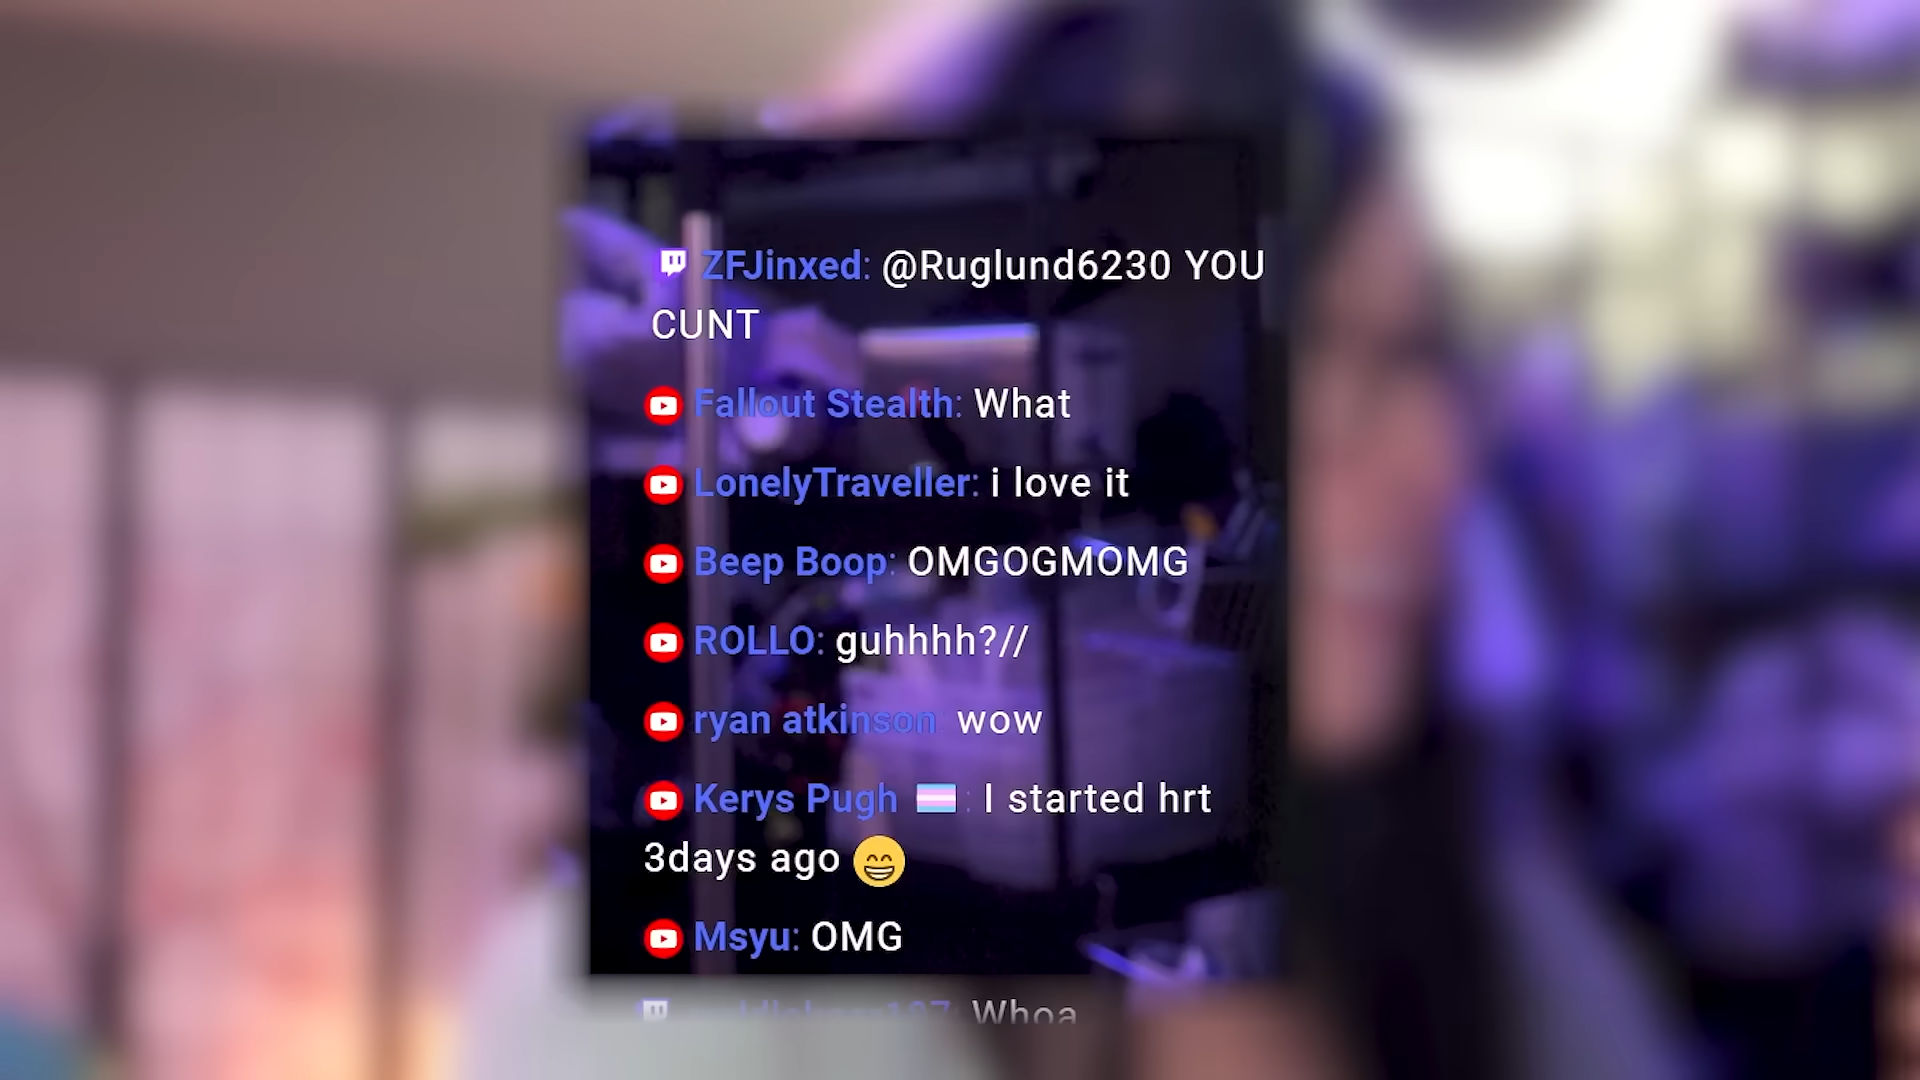 ZFJinxed: @Ruglund6230 YOU
CUNT
Fallout Stealth: What
LonelyTraveller: i love it
Beep Boop: OMGOGMOMG
ROLLO: guhhhh?//
ryan atkinson: wow
Kerys Pugh 🏳️‍⚧️: I started hrt
3days ago 😁
Msyu: OMG
Whoa